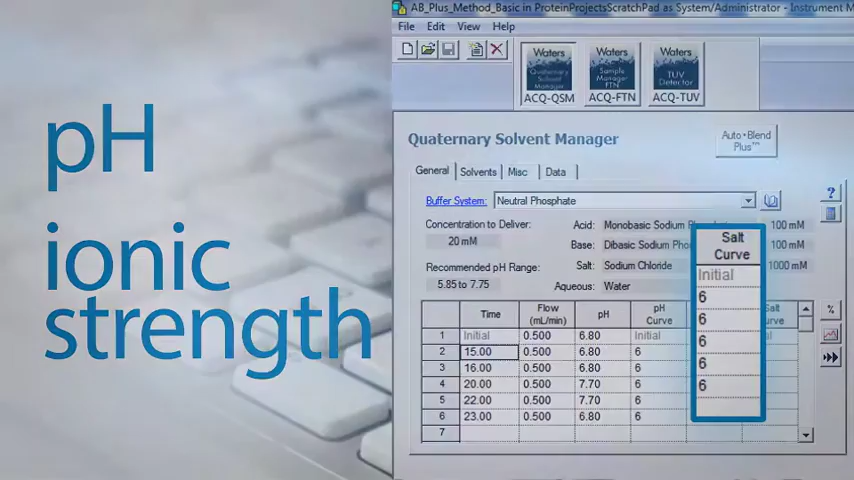 pH
ionic
strength
AB_Plus_Method_Basic in ProteinProjectsScratchPad as System/Administrator - Instrument M
File Edit View Help
Waters Quaternary Solvent Manager ACQ-QSM
Waters Sample Manager FTN ACQ-FTN
Waters TUV Detector ACQ-TUV
Quaternary Solvent Manager
Auto•Blend Plus™
General Solvents Misc Data
Buffer System: Neutral Phosphate
Concentration to Deliver:
20 mM
Recommended pH Range:
5.85 to 7.75
Acid: Monobasic Sodium 100 mM
Base: Dibasic Sodium 100 mM
Salt: Sodium Chloride 1000 mM
Aqueous: Water
Time Flow (mL/min) pH pH Curve
1 Initial 0.500 6.80 Initial
2 15.00 0.500 6.80 6
3 16.00 0.500 6.80 6
4 20.00 0.500 7.70 6
5 22.00 0.500 7.70 6
6 23.00 0.500 6.80 6
7
Salt
Curve
Initial
6
6
6
6
6